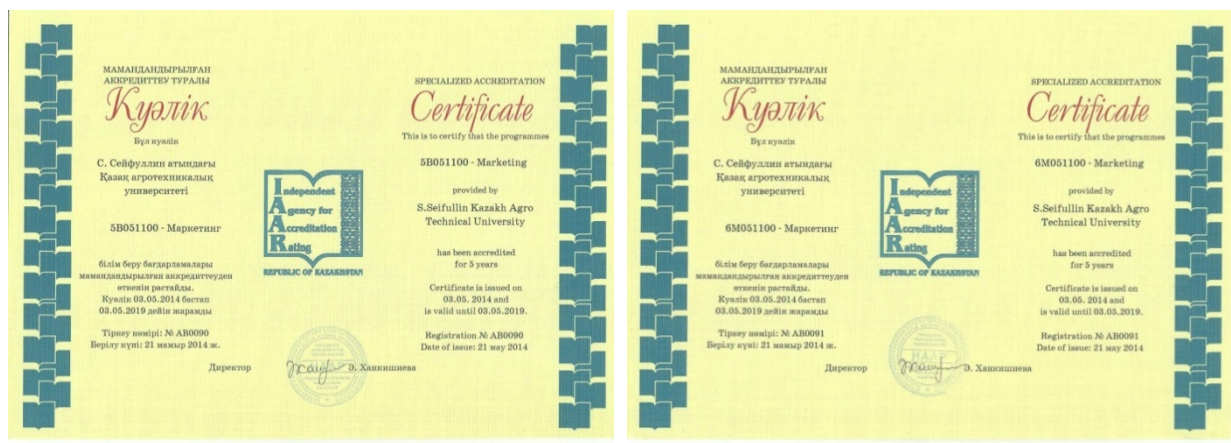 МАМАНДАНДЫРЫЛҒАН
АККРЕДИТТЕУ ТУРАЛЫ
Куәлік
Бұл куәлік
С. Сейфуллин атындағы
Қазақ агротехникалық
университеті
5В051100 - Маркетинг
білім беру бағдарламалары
мамандандырылған аккредиттеуден
өткенін растайды.
Куәлік 03.05.2014 бастап
03.05.2019 дейін жарамды
Тіркеу нөмірі: № АВ0090
Берілу күні: 21 мамыр 2014 ж.
Independent
Agency for
Accreditation
Rating
REPUBLIC OF KAZAKHSTAN
SPECIALIZED ACCREDITATION
Certificate
This is to certify that the programmes
5B051100 - Marketing
provided by
S.Seifullin Kazakh Agro
Technical University
has been accredited
for 5 years
Certificate is issued on
03.05. 2014 and
is valid until 03.05.2019.
Registration № AB0090
Date of issue: 21 may 2014
Директор Э. Ханкишиева
МАМАНДАНДЫРЫЛҒАН
АККРЕДИТТЕУ ТУРАЛЫ
Куәлік
Бұл куәлік
С. Сейфуллин атындағы
Қазақ агротехникалық
университеті
6М051100 - Маркетинг
білім беру бағдарламалары
мамандандырылған аккредиттеуден
өткенін растайды.
Куәлік 03.05.2014 бастап
03.05.2019 дейін жарамды
Тіркеу нөмірі: № АВ0091
Берілу күні: 21 мамыр 2014 ж.
Independent
Agency for
Accreditation
Rating
REPUBLIC OF KAZAKHSTAN
SPECIALIZED ACCREDITATION
Certificate
This is to certify that the programmes
6M051100 - Marketing
provided by
S.Seifullin Kazakh Agro
Technical University
has been accredited
for 5 years
Certificate is issued on
03.05. 2014 and
is valid until 03.05.2019.
Registration № AB0091
Date of issue: 21 may 2014
НААР
Директор Э. Ханкишиева